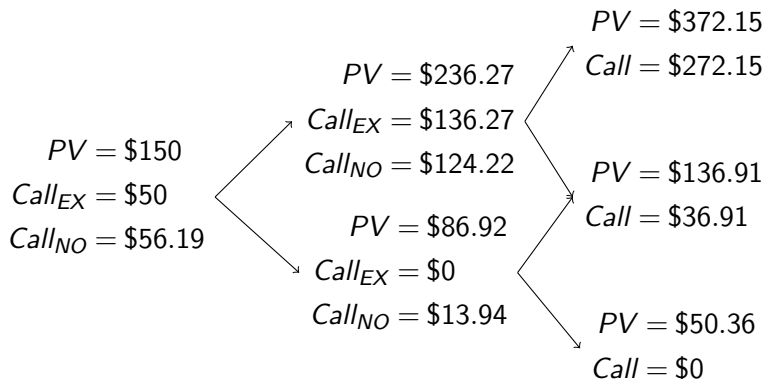 PV = $150
Call_EX = $50
Call_NO = $56.19
PV = $236.27
Call_EX = $136.27
Call_NO = $124.22
PV = $86.92
Call_EX = $0
Call_NO = $13.94
PV = $372.15
Call = $272.15
PV = $136.91
Call = $36.91
PV = $50.36
Call = $0